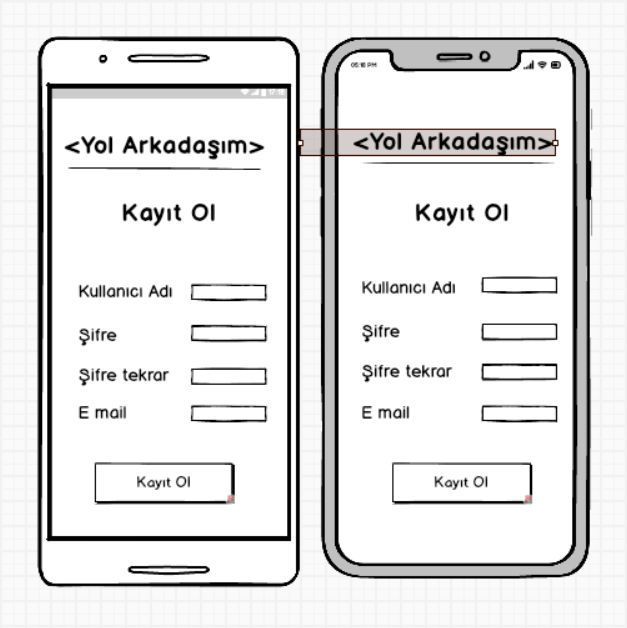 <Yol Arkadaşım>
Kayıt Ol
Kullanıcı Adı
Şifre
Şifre tekrar
E mail
Kayıt Ol
05:18 PM
<Yol Arkadaşım>
Kayıt Ol
Kullanıcı Adı
Şifre
Şifre tekrar
E mail
Kayıt Ol